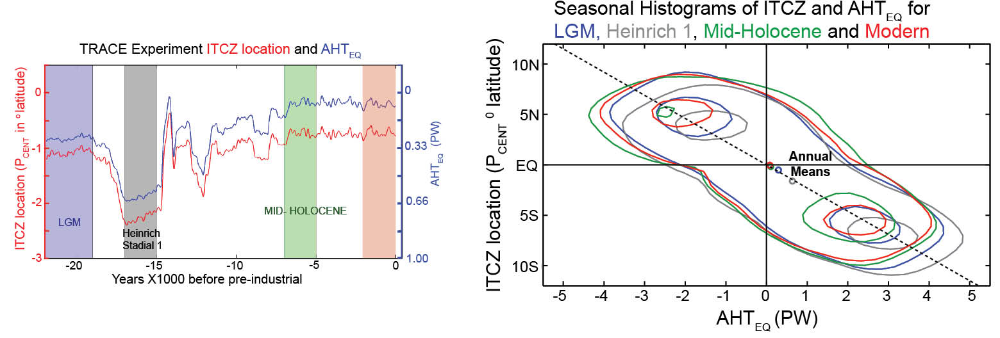 TRACE Experiment ITCZ location and AHT_EQ
ITCZ location (P_CENT in ºlatitude)
0
-1
-2
-3
LGM
Heinrich
Stadial 1
MID- HOLOCENE
0
0.33
0.66
1.00
AHT_EQ (PW)
-20
-15
-10
-5
0
Years X1000 before pre-industrial
Seasonal Histograms of ITCZ and AHT_EQ for
LGM, Heinrich 1, Mid-Holocene and Modern
ITCZ location (P_CENT º latitude)
10N
5N
EQ
5S
10S
Annual
Means
-5
-4
-3
-2
-1
0
1
2
3
4
5
AHT_EQ (PW)